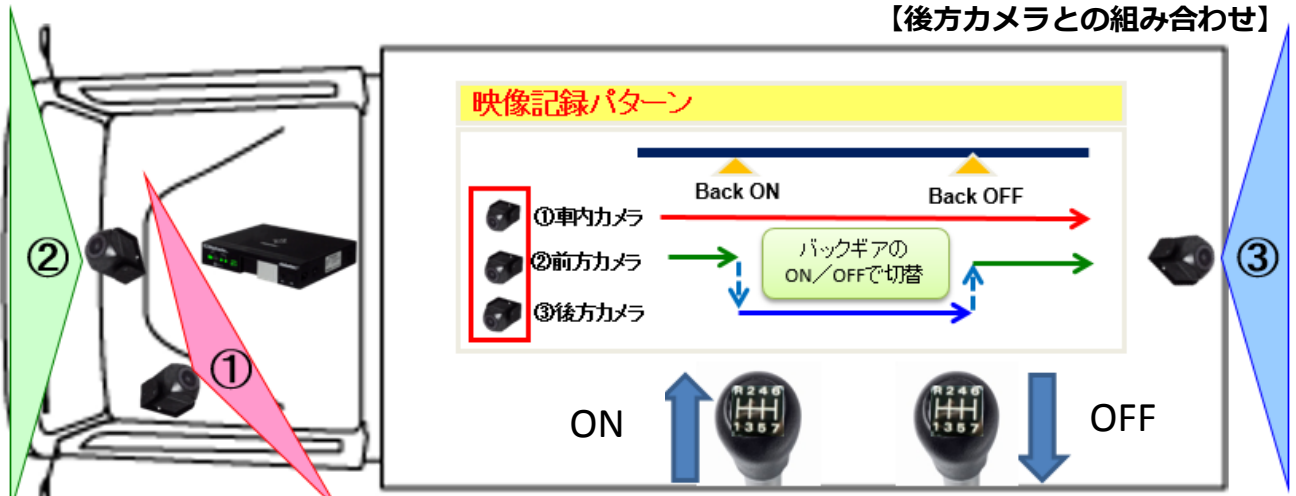 【後方カメラとの組み合わせ】
映像記録パターン
Back ON
Back OFF
①車内カメラ
②前方カメラ
③後方カメラ
バックギアの
ON／OFFで切替
②
①
③
ON
OFF
R246
1357
R246
1357